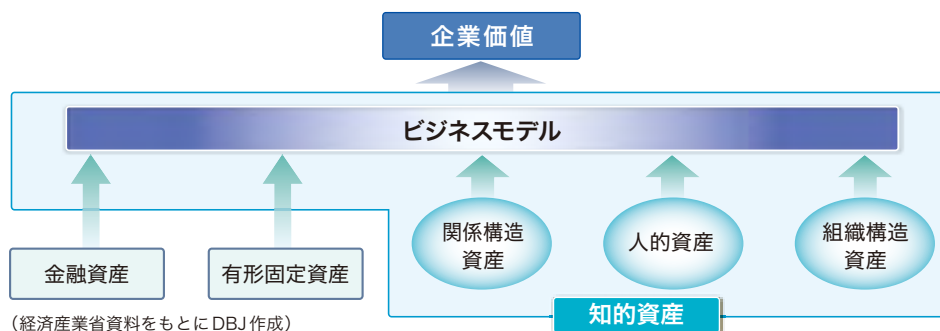 企業価値
ビジネスモデル
金融資産
有形固定資産
関係構造
資産
人的資産
組織構造
資産
知的資産
（経済産業省資料をもとにDBJ作成）